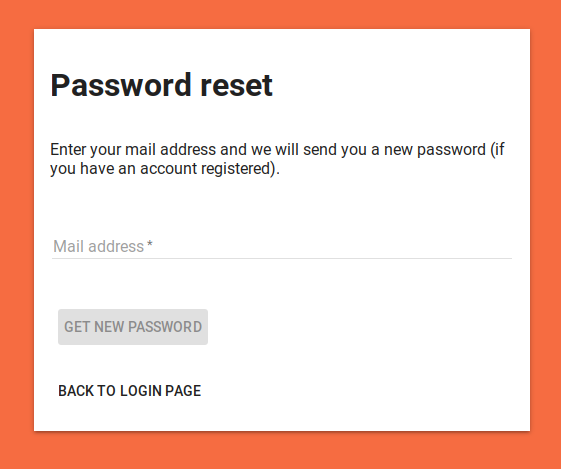 Password reset
Enter your mail address and we will send you a new password (if
you have an account registered).
Mail address *
GET NEW PASSWORD
BACK TO LOGIN PAGE